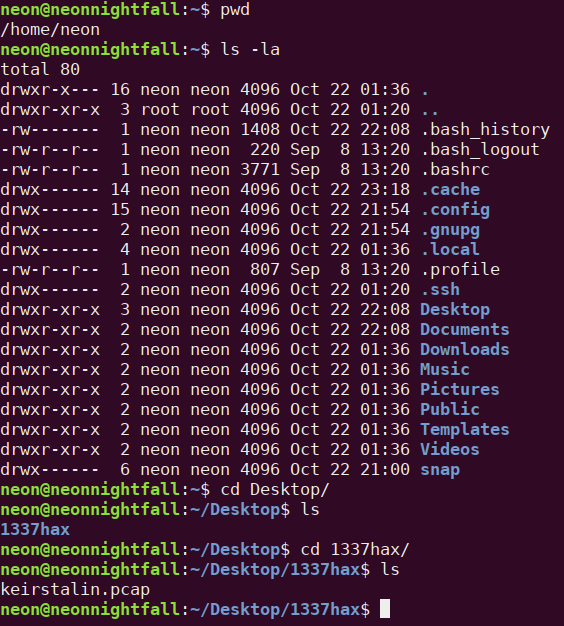 neon@neonnightfall:~$ pwd
/home/neon
neon@neonnightfall:~$ ls -la
total 80
drwxr-x--- 16 neon neon 4096 Oct 22 01:36 .
drwxr-xr-x  3 root root 4096 Oct 22 01:20 ..
-rw-------  1 neon neon 1408 Oct 22 22:08 .bash_history
-rw-r--r--  1 neon neon  220 Sep  8 13:20 .bash_logout
-rw-r--r--  1 neon neon 3771 Sep  8 13:20 .bashrc
drwx------ 14 neon neon 4096 Oct 22 23:18 .cache
drwx------ 15 neon neon 4096 Oct 22 21:54 .config
drwx------  2 neon neon 4096 Oct 22 21:54 .gnupg
drwx------  4 neon neon 4096 Oct 22 01:36 .local
-rw-r--r--  1 neon neon  807 Sep  8 13:20 .profile
drwx------  2 neon neon 4096 Oct 22 01:20 .ssh
drwxr-xr-x  3 neon neon 4096 Oct 22 22:08 Desktop
drwxr-xr-x  2 neon neon 4096 Oct 22 22:08 Documents
drwxr-xr-x  2 neon neon 4096 Oct 22 01:36 Downloads
drwxr-xr-x  2 neon neon 4096 Oct 22 01:36 Music
drwxr-xr-x  2 neon neon 4096 Oct 22 01:36 Pictures
drwxr-xr-x  2 neon neon 4096 Oct 22 01:36 Public
drwxr-xr-x  2 neon neon 4096 Oct 22 01:36 Templates
drwxr-xr-x  2 neon neon 4096 Oct 22 01:36 Videos
drwx------  6 neon neon 4096 Oct 22 21:00 snap
neon@neonnightfall:~$ cd Desktop/
neon@neonnightfall:~/Desktop$ ls
1337hax
neon@neonnightfall:~/Desktop$ cd 1337hax/
neon@neonnightfall:~/Desktop/1337hax$ ls
keirstalin.pcap
neon@neonnightfall:~/Desktop/1337hax$